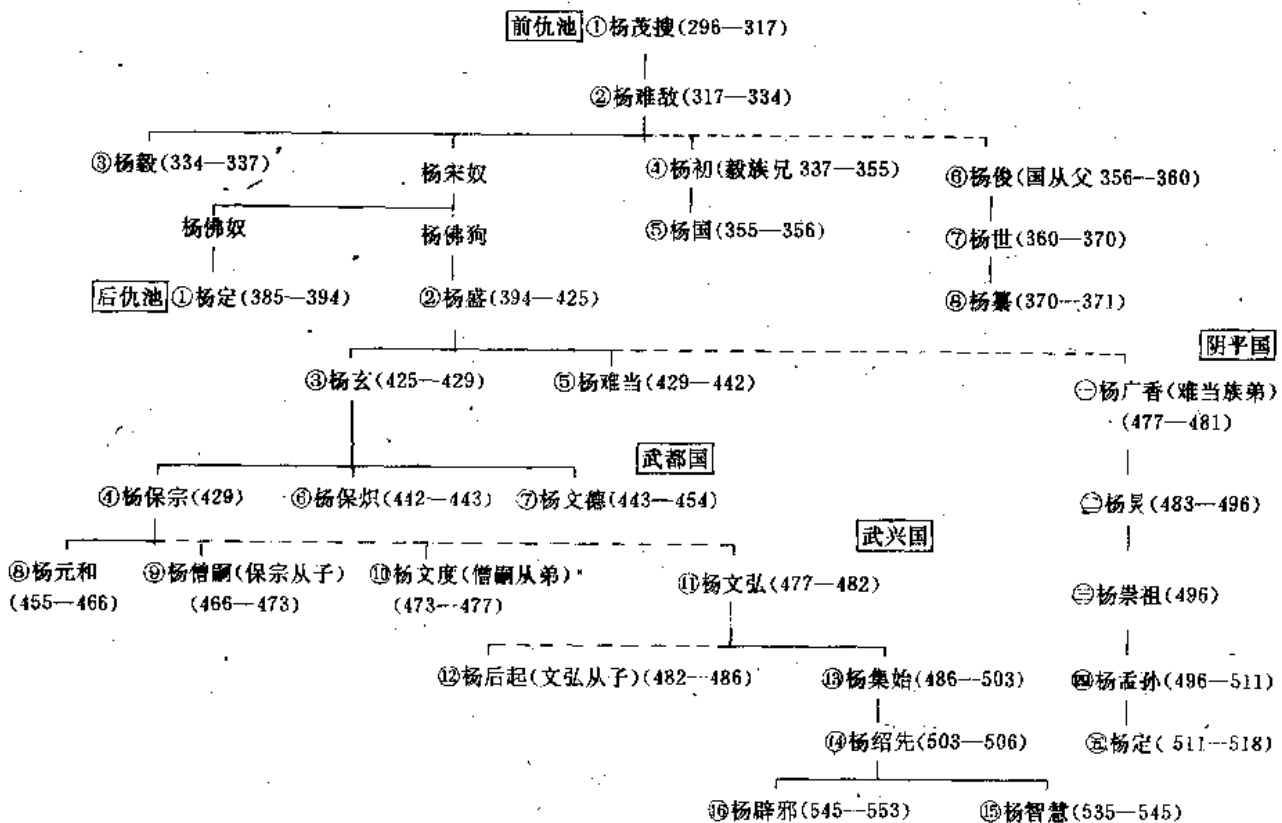 前仇池 ①杨茂搜(296—317)
②杨难敌(317—334)
③杨毅(334—337)
杨宋奴
④杨初(毅族兄 337—355)
⑥杨俊(国从父 356—360)
杨佛奴
杨佛狗
⑤杨国(355—356)
⑦杨世(360—370)
后仇池 ①杨定(385—394)
②杨盛(394—425)
⑧杨纂(370—371)
阴平国
③杨玄(425—429)
⑤杨难当(429—442)
㊀杨广香(难当族弟)
(477—481)
武都国
④杨保宗(429)
⑥杨保炽(442—443)
⑦杨文德(443—454)
㊁杨炅(483—496)
武兴国
⑧杨元和
(455—466)
⑨杨僧嗣(保宗从子)
(466—473)
⑩杨文度(僧嗣从弟)
(473—477)
⑪杨文弘(477—482)
㊂杨崇祖(496)
⑫杨后起(文弘从子)(482—486)
⑬杨集始(486—503)
㊃杨孟孙(496—511)
⑭杨绍先(503—506)
㊄杨定(511—518)
⑯杨辟邪(545—553)
⑮杨智慧(535—545)